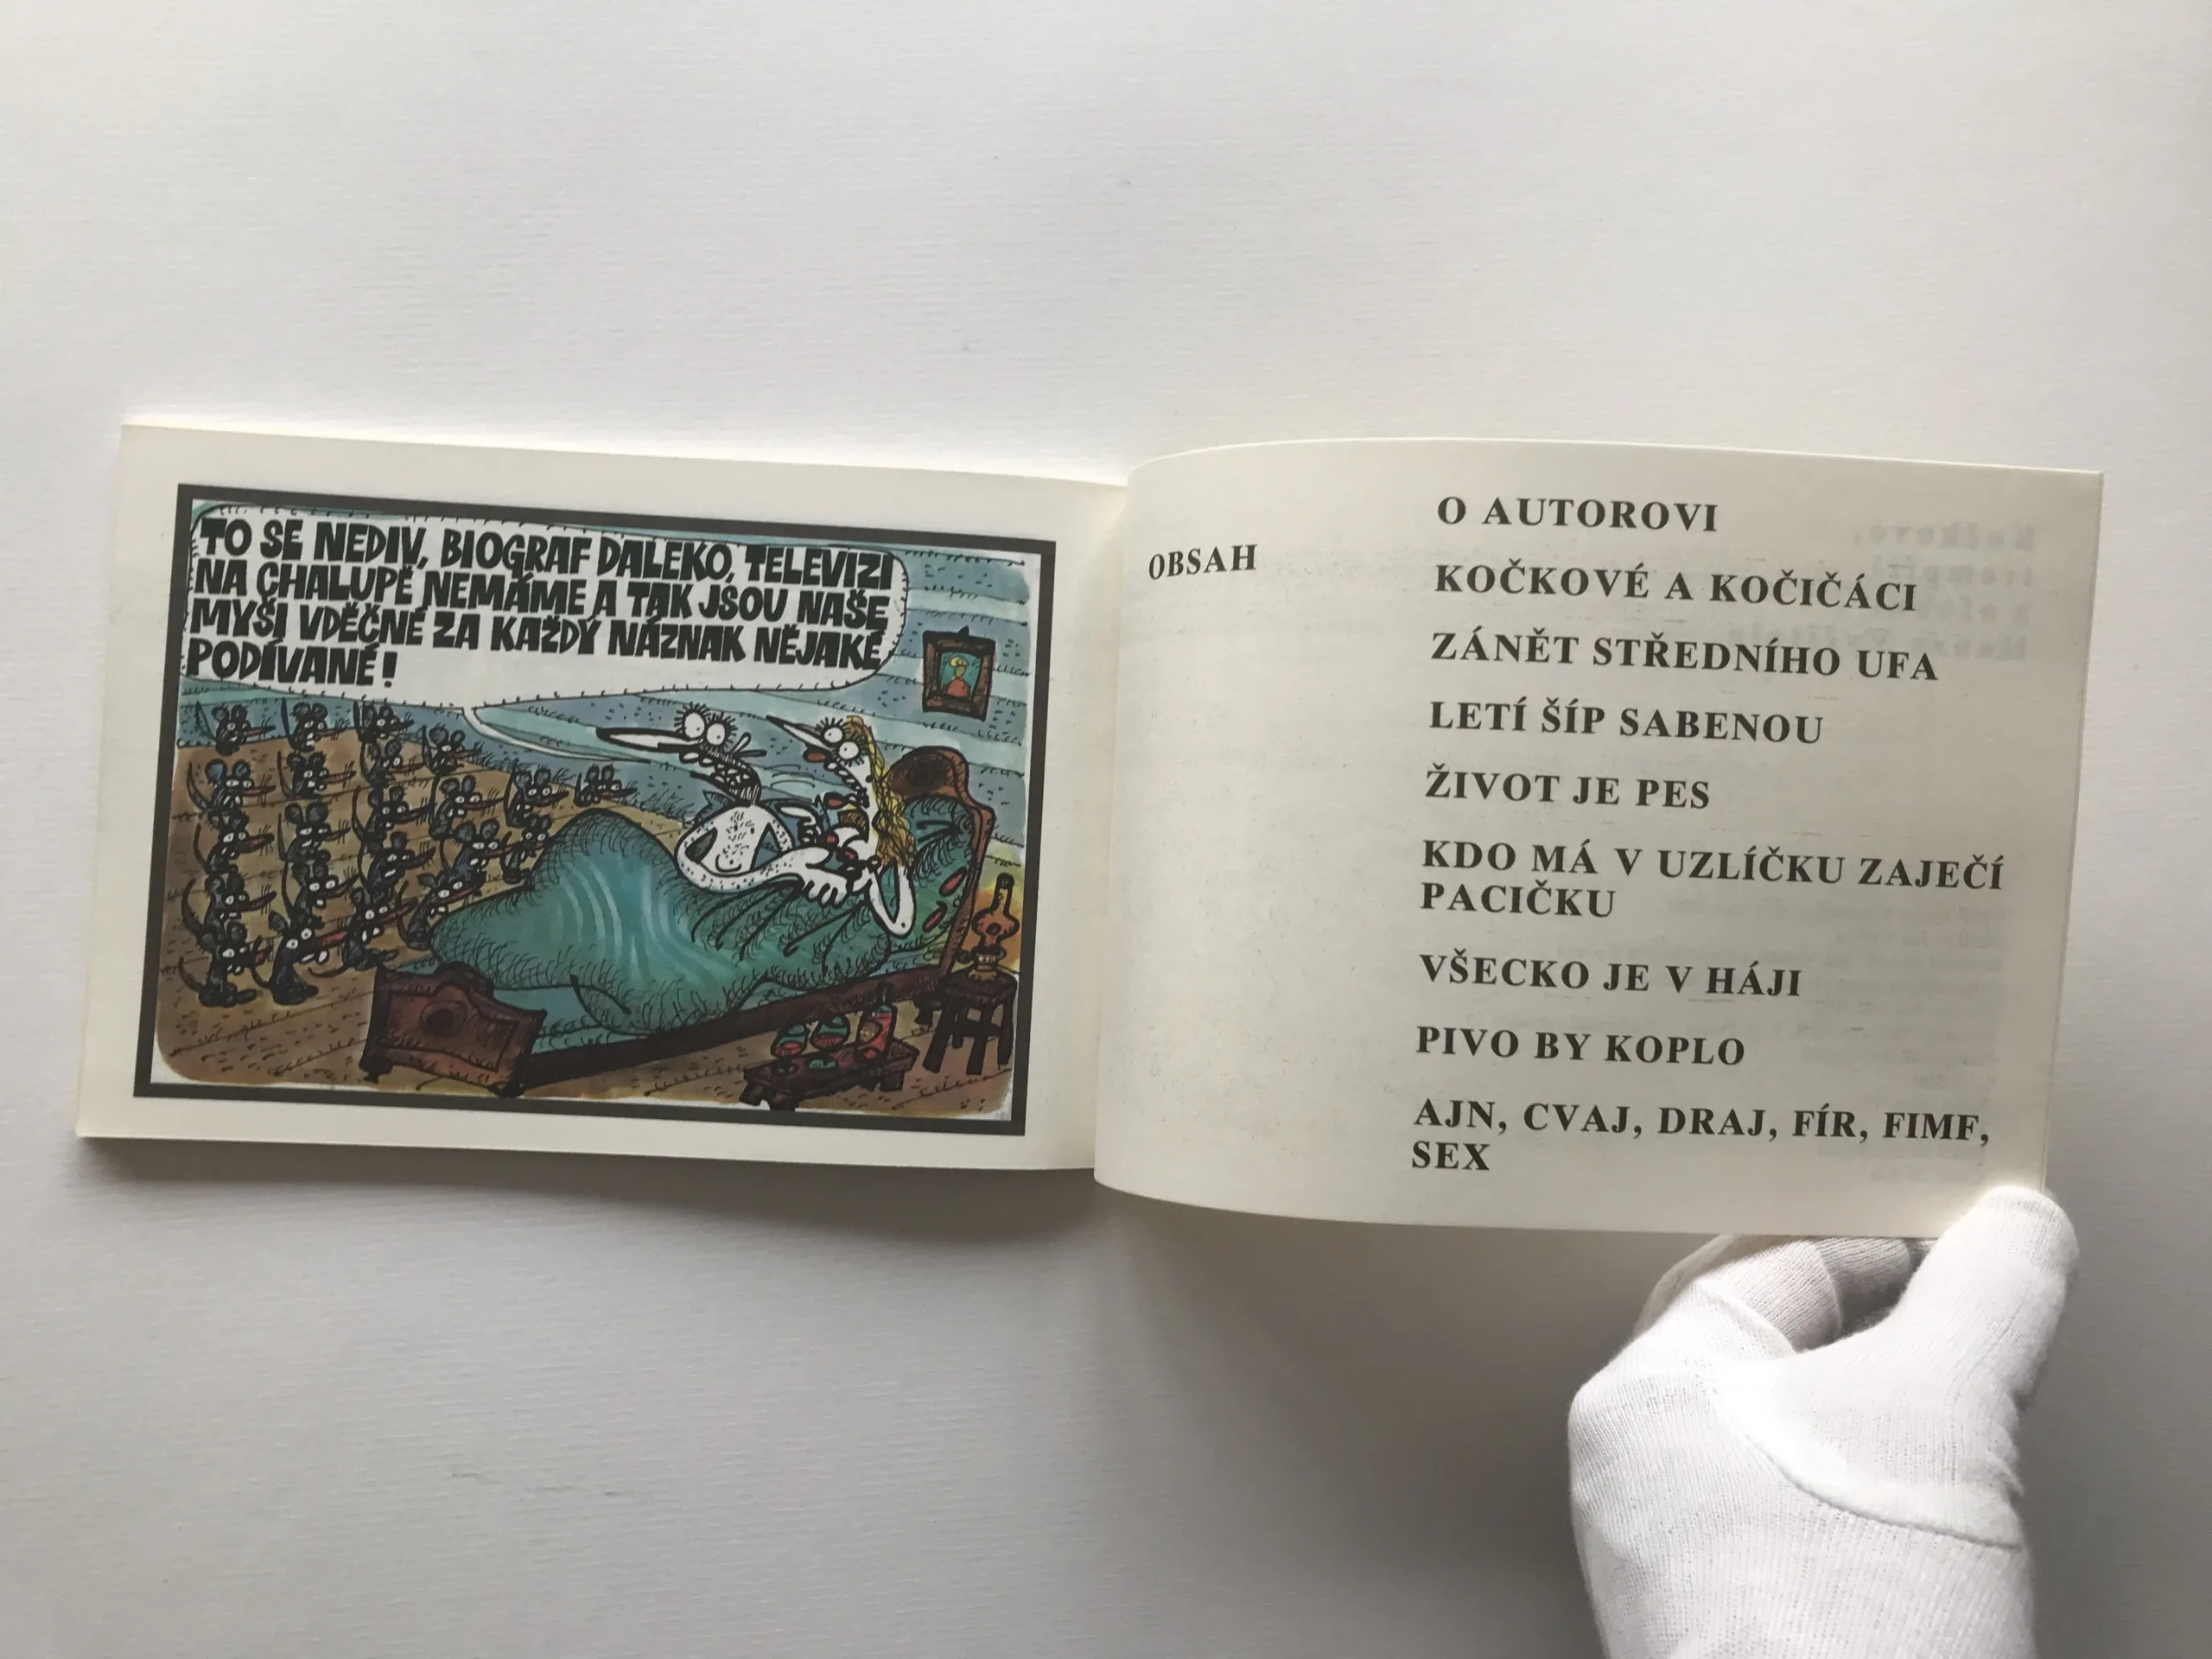 TO SE NEDIV, BIOGRAF DALEKO, TELEVIZI
NA CHALUPĚ NEMÁME A TAK JSOU NAŠE
MYŠI VDĚČNÉ ZA KAŽDÝ NÁZNAK NĚJAKÉ
PODÍVANÉ!
OBSAH
O AUTOROVI
KOČKOVÉ A KOČIČÁCI
ZÁNĚT STŘEDNÍHO UFA
LETÍ ŠÍP SABENOU
ŽIVOT JE PES
KDO MÁ V UZLÍČKU ZAJEČÍ
PACIČKU
VŠECKO JE V HÁJI
PIVO BY KOPLO
AJN, CVAJ, DRAJ, FÍR, FIMF,
SEX